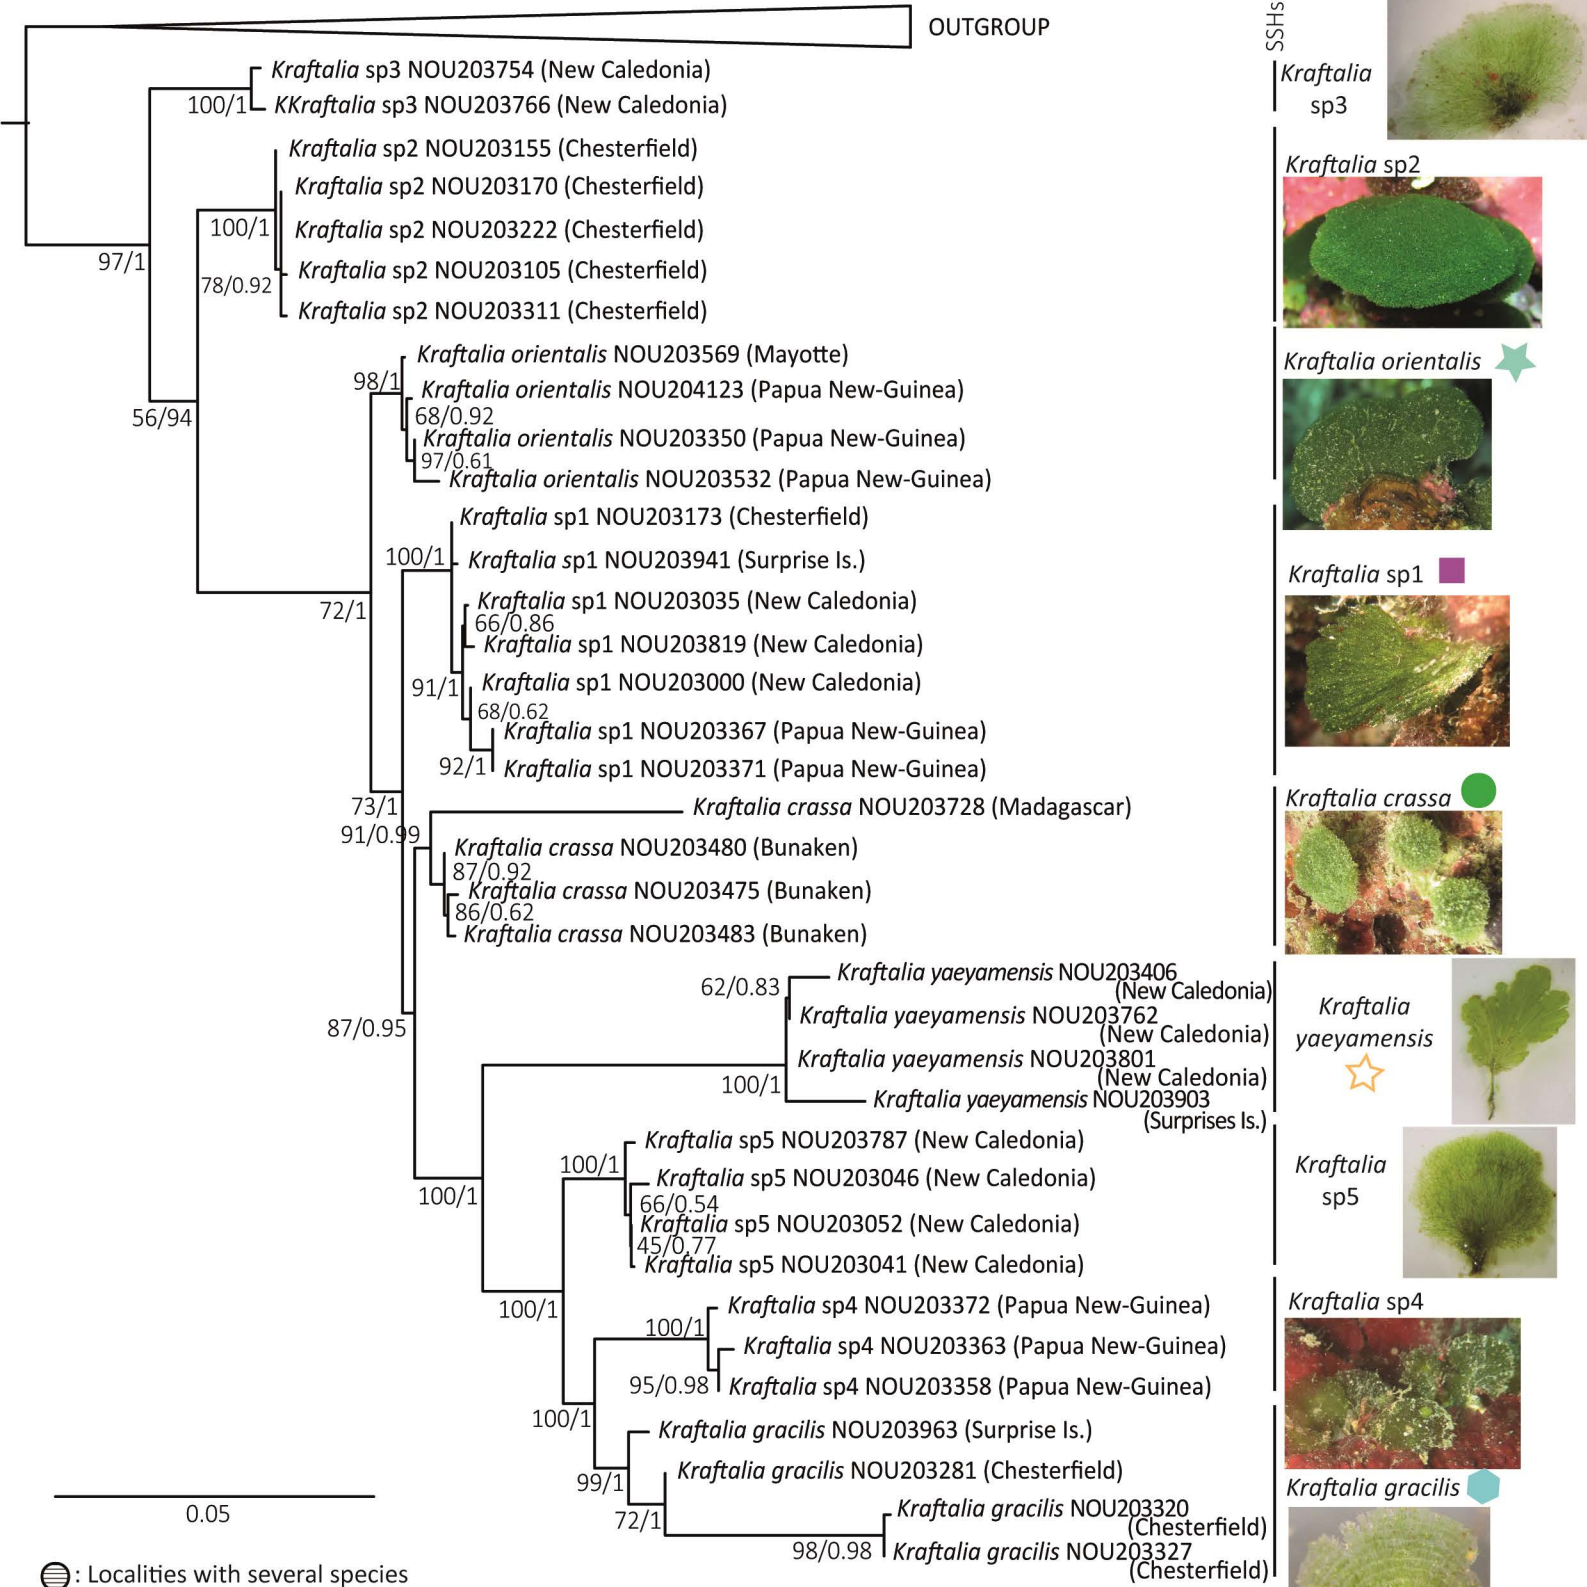 OUTGROUP
SSHs
Kraftalia sp3 NOU203754 (New Caledonia)
100/1
KKraftalia sp3 NOU203766 (New Caledonia)
Kraftalia
sp3
Kraftalia sp2 NOU203155 (Chesterfield)
Kraftalia sp2 NOU203170 (Chesterfield)
100/1
Kraftalia sp2 NOU203222 (Chesterfield)
97/1
Kraftalia sp2 NOU203105 (Chesterfield)
78/0.92
Kraftalia sp2 NOU203311 (Chesterfield)
Kraftalia sp2
Kraftalia orientalis NOU203569 (Mayotte)
98/1
Kraftalia orientalis NOU204123 (Papua New-Guinea)
56/94
68/0.92
Kraftalia orientalis NOU203350 (Papua New-Guinea)
97/0.61
Kraftalia orientalis NOU203532 (Papua New-Guinea)
Kraftalia orientalis
Kraftalia sp1 NOU203173 (Chesterfield)
100/1
Kraftalia sp1 NOU203941 (Surprise Is.)
Kraftalia sp1 NOU203035 (New Caledonia)
72/1
66/0.86
Kraftalia sp1 NOU203819 (New Caledonia)
91/1
Kraftalia sp1 NOU203000 (New Caledonia)
68/0.62
Kraftalia sp1 NOU203367 (Papua New-Guinea)
92/1
Kraftalia sp1 NOU203371 (Papua New-Guinea)
Kraftalia sp1
73/1
Kraftalia crassa NOU203728 (Madagascar)
91/0.99
Kraftalia crassa NOU203480 (Bunaken)
87/0.92
Kraftalia crassa NOU203475 (Bunaken)
86/0.62
Kraftalia crassa NOU203483 (Bunaken)
Kraftalia crassa
Kraftalia yaeyamensis NOU203406
(New Caledonia)
62/0.83
Kraftalia yaeyamensis NOU203762
(New Caledonia)
87/0.95
Kraftalia yaeyamensis NOU203801
(New Caledonia)
100/1
Kraftalia yaeyamensis NOU203903
(Surprises Is.)
Kraftalia
yaeyamensis
Kraftalia sp5 NOU203787 (New Caledonia)
100/1
Kraftalia sp5 NOU203046 (New Caledonia)
100/1
66/0.54
Kraftalia sp5 NOU203052 (New Caledonia)
45/0.77
Kraftalia sp5 NOU203041 (New Caledonia)
Kraftalia
sp5
100/1
Kraftalia sp4 NOU203372 (Papua New-Guinea)
100/1
Kraftalia sp4 NOU203363 (Papua New-Guinea)
95/0.98
Kraftalia sp4 NOU203358 (Papua New-Guinea)
Kraftalia sp4
100/1
Kraftalia gracilis NOU203963 (Surprise Is.)
Kraftalia gracilis NOU203281 (Chesterfield)
99/1
Kraftalia gracilis NOU203320
(Chesterfield)
72/1
98/0.98
Kraftalia gracilis NOU203327
(Chesterfield)
Kraftalia gracilis
0.05
: Localities with several species